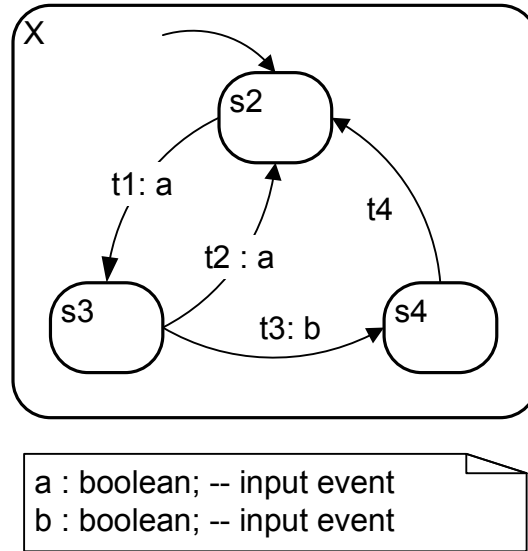 X
s2
t1: a
t4
t2 : a
s3
s4
t3: b
a : boolean; -- input event
b : boolean; -- input event